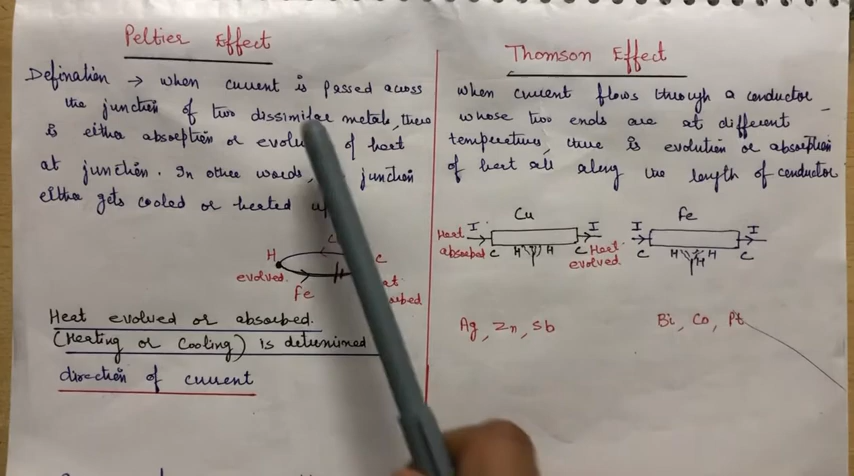 Peltier Effect
Defination → when current is passed across
the junction of two dissimilar metals, there
is either absorption or evolu of heat
at junction. In other words, junction
either gets cooled or heated u
H
C
evolved.
Fe
Heat evolved or absorbed.
(Heating or Cooling) is determined
direction of current
Thomson Effect
when current flows through a conductor
whose two ends are at different
temperatures, there is evolution or absorption
of heat all along the length of conductor
Cu
Fe
I
I
I
I
Heat
absorbed
C
H
H
C
Heat
evolved
C
H
H
H
C
Ag, Zn, Sb
Bi, Co, Pt